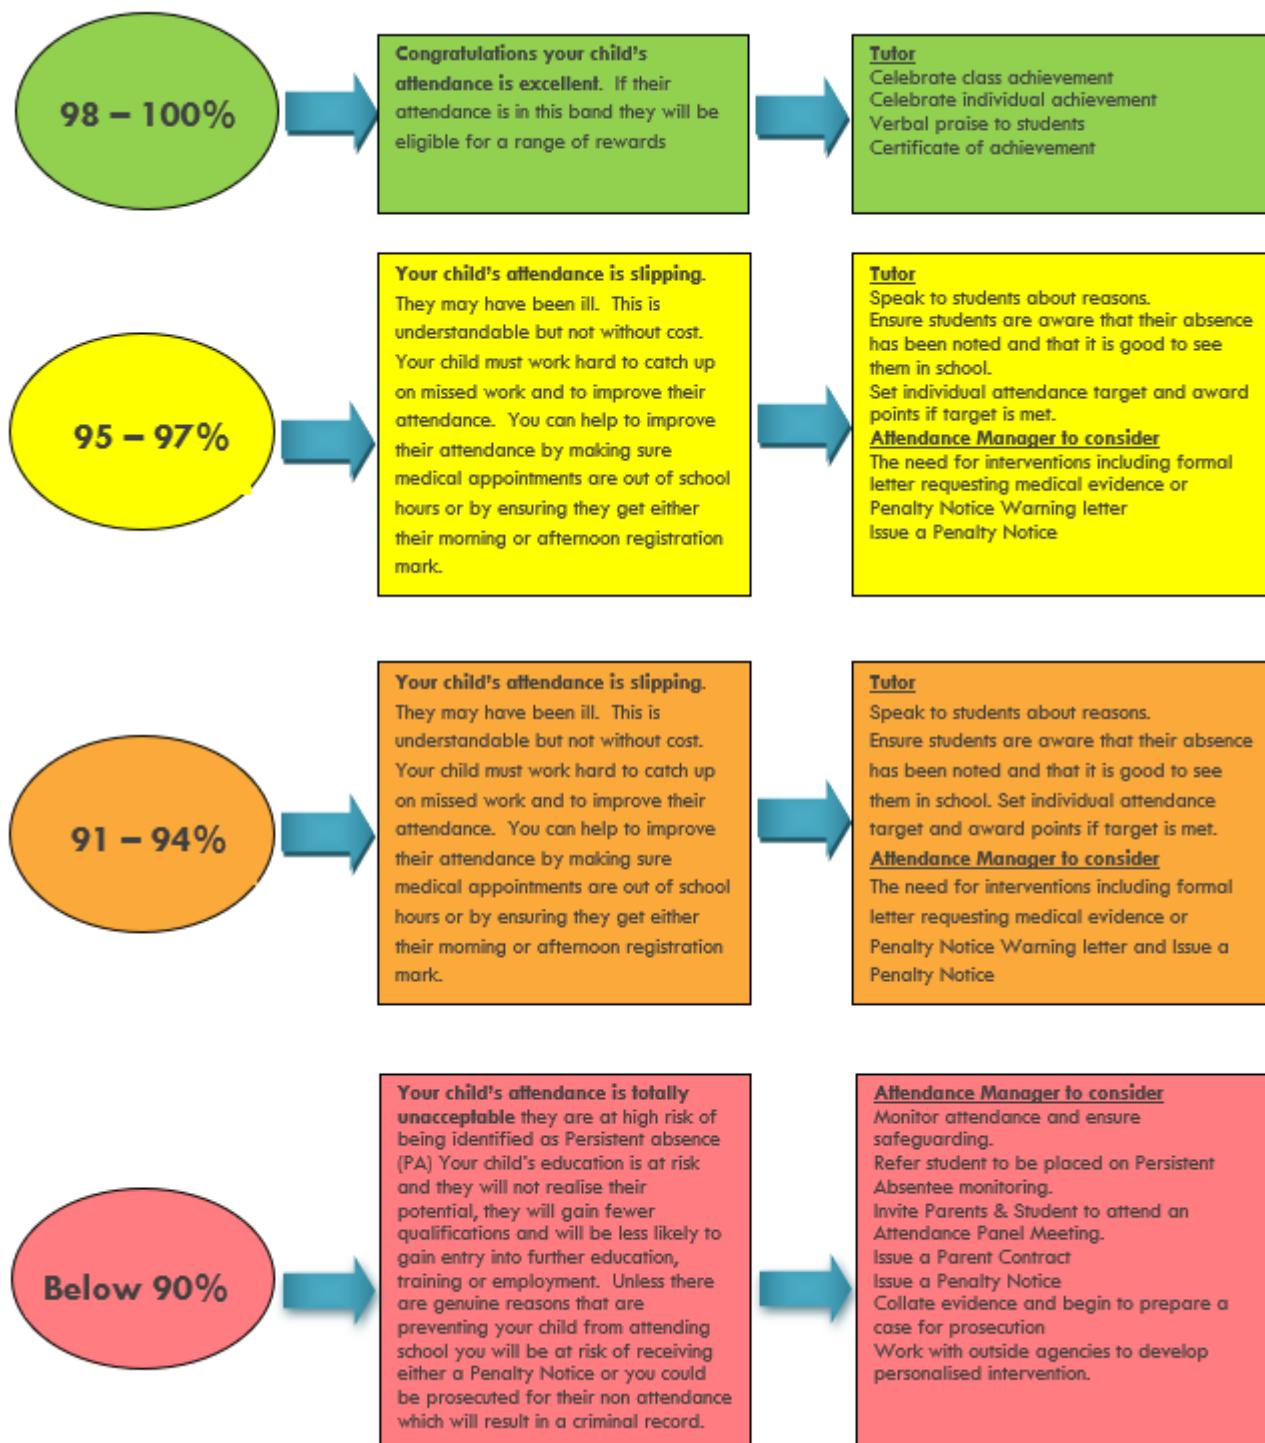 98 – 100%
Congratulations your child's
attendance is excellent. If their
attendance is in this band they will be
eligible for a range of rewards
Tutor
Celebrate class achievement
Celebrate individual achievement
Verbal praise to students
Certificate of achievement
95 – 97%
Your child's attendance is slipping.
They may have been ill. This is
understandable but not without cost.
Your child must work hard to catch up
on missed work and to improve their
attendance. You can help to improve
their attendance by making sure
medical appointments are out of school
hours or by ensuring they get either
their morning or afternoon registration
mark.
Tutor
Speak to students about reasons.
Ensure students are aware that their absence
has been noted and that it is good to see
them in school.
Set individual attendance target and award
points if target is met.
Attendance Manager to consider
The need for interventions including formal
letter requesting medical evidence or
Penalty Notice Warning letter
Issue a Penalty Notice
91 – 94%
Your child's attendance is slipping.
They may have been ill. This is
understandable but not without cost.
Your child must work hard to catch up
on missed work and to improve their
attendance. You can help to improve
their attendance by making sure
medical appointments are out of school
hours or by ensuring they get either
their morning or afternoon registration
mark.
Tutor
Speak to students about reasons.
Ensure students are aware that their absence
has been noted and that it is good to see
them in school. Set individual attendance
target and award points if target is met.
Attendance Manager to consider
The need for interventions including formal
letter requesting medical evidence or
Penalty Notice Warning letter and Issue a
Penalty Notice
Below 90%
Your child's attendance is totally
unacceptable they are at high risk of
being identified as Persistent absence
(PA) Your child's education is at risk
and they will not realise their
potential, they will gain fewer
qualifications and will be less likely to
gain entry into further education,
training or employment. Unless there
are genuine reasons that are
preventing your child from attending
school you will be at risk of receiving
either a Penalty Notice or you could
be prosecuted for their non attendance
which will result in a criminal record.
Attendance Manager to consider
Monitor attendance and ensure
safeguarding.
Refer student to be placed on Persistent
Absentee monitoring.
Invite Parents & Student to attend an
Attendance Panel Meeting.
Issue a Parent Contract
Issue a Penalty Notice
Collate evidence and begin to prepare a
case for prosecution
Work with outside agencies to develop
personalised intervention.